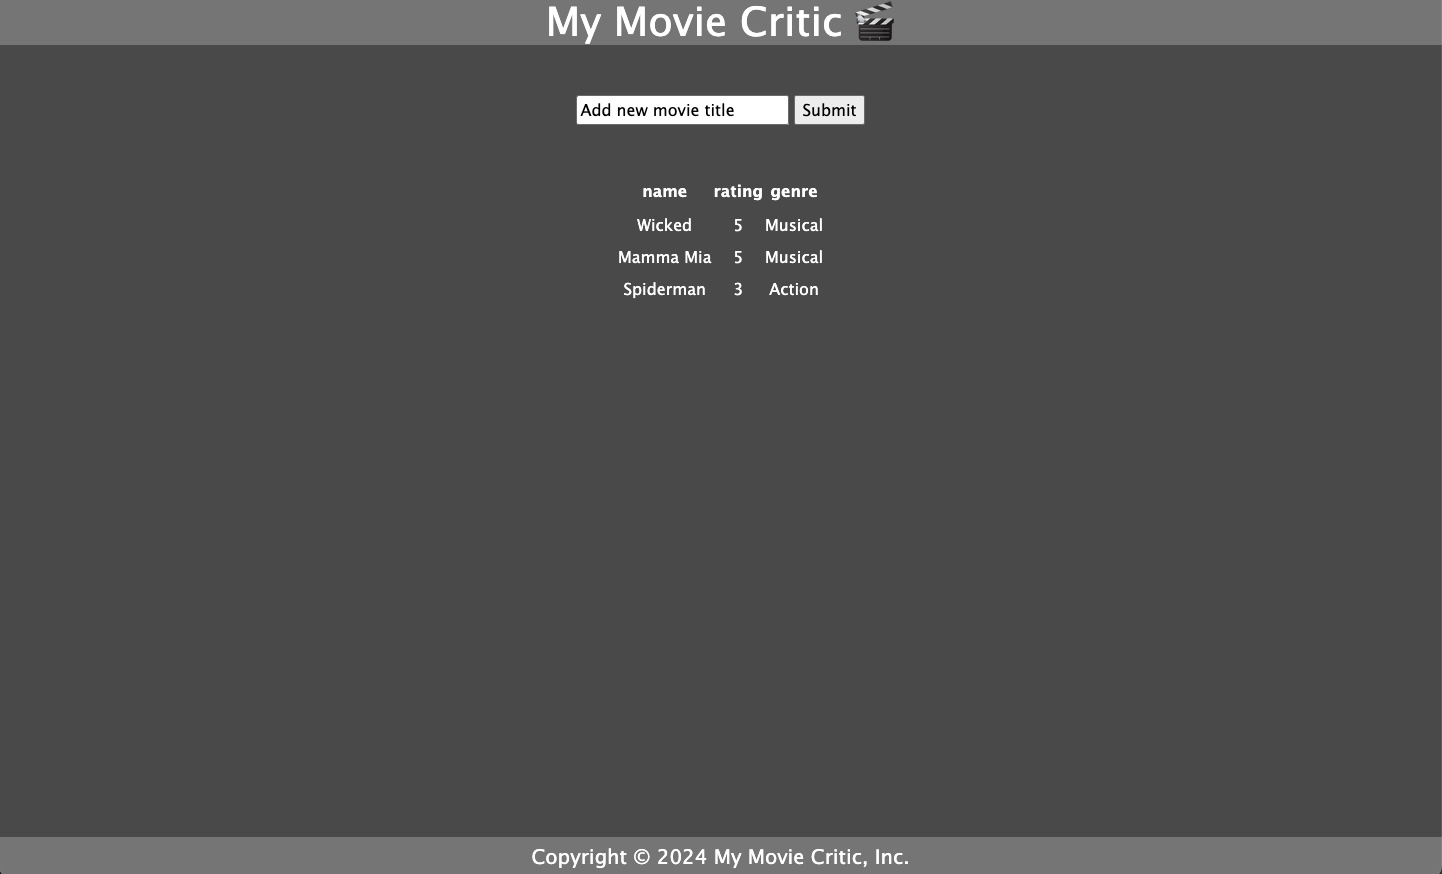 My Movie Critic 🎬
Add new movie title Submit
name rating genre
Wicked 5 Musical
Mamma Mia 5 Musical
Spiderman 3 Action
Copyright © 2024 My Movie Critic, Inc.